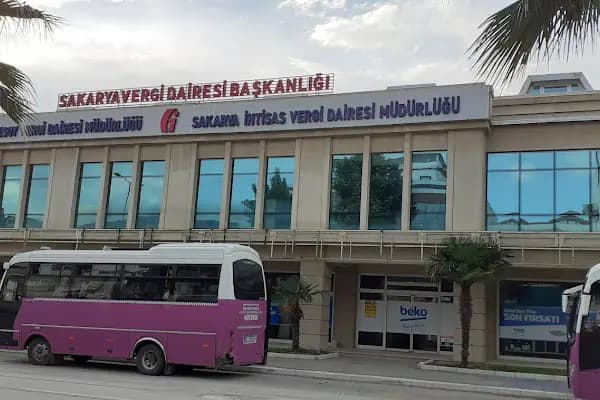 SAKARYA VERGİ DAİRESİ BAŞKANLIĞI
VERGİ DAİRESİ MÜDÜRLÜĞÜ
SAKARYA İHTİSAS VERGİ DAİRESİ MÜDÜRLÜĞÜ
beko
SON FIRSATI